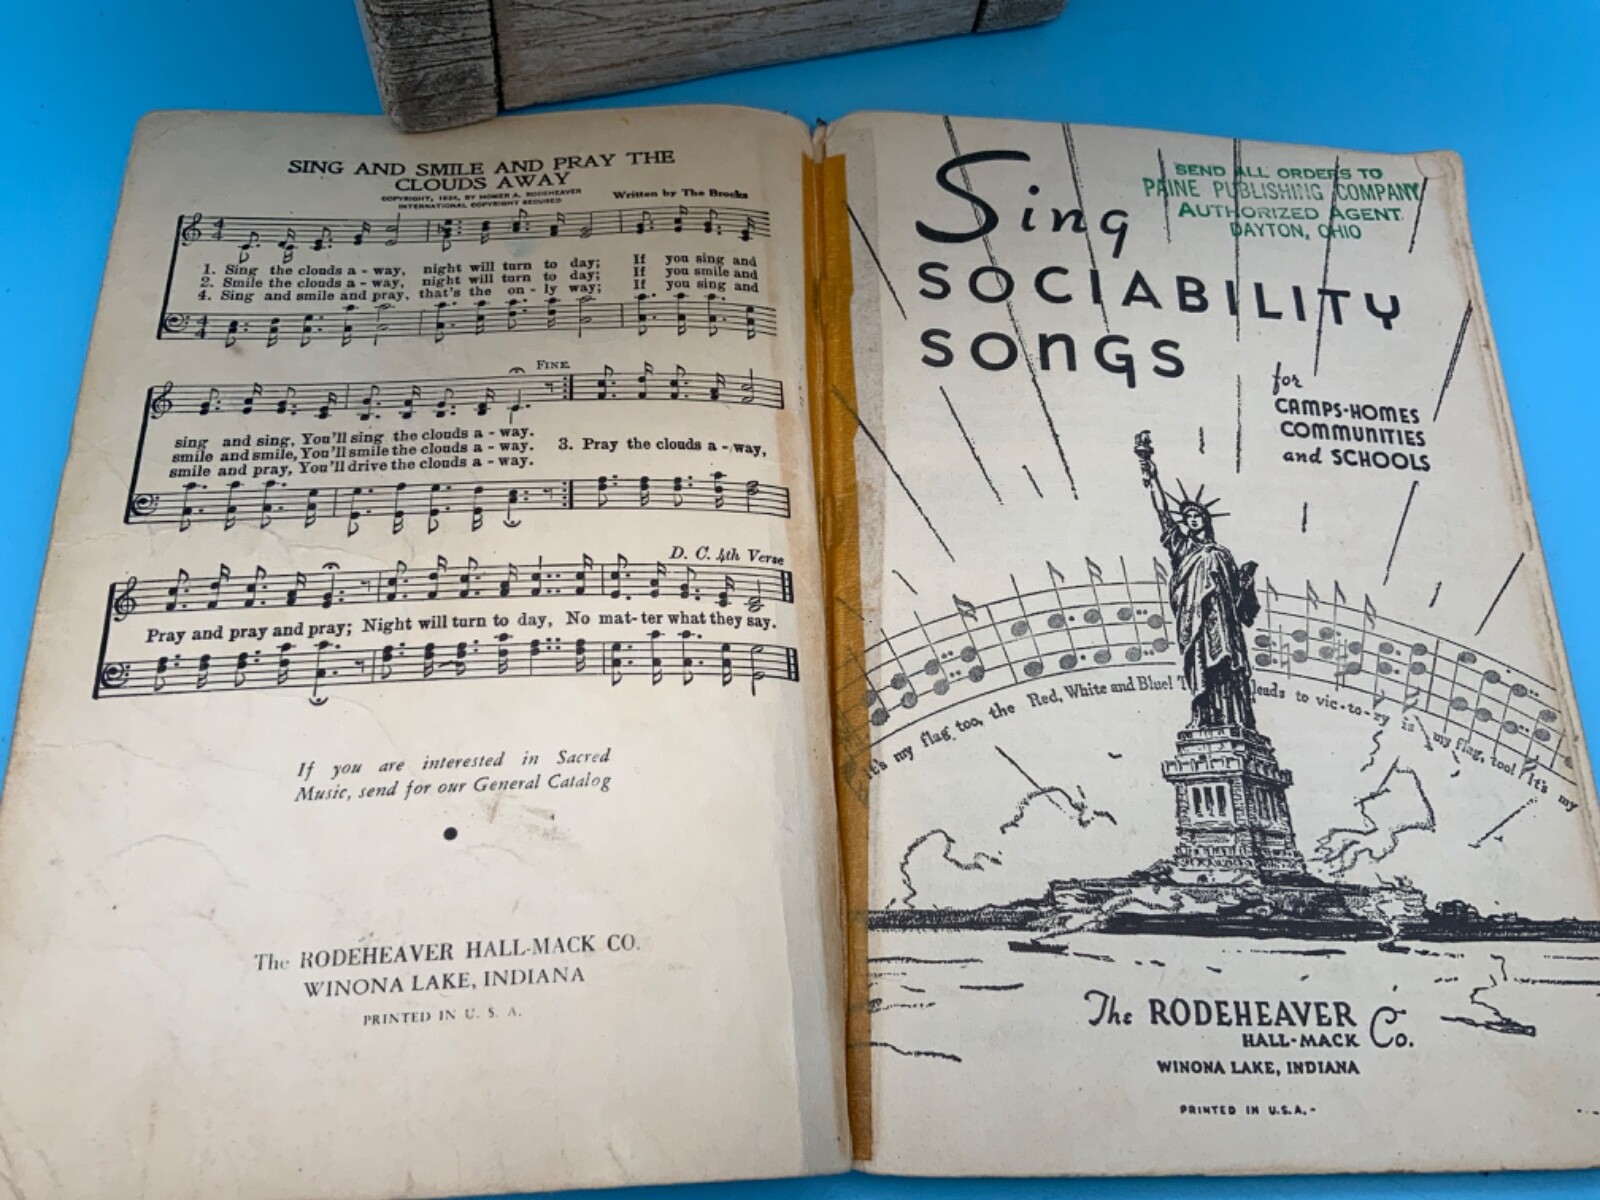 SING AND SMILE AND PRAY THE
CLOUDS AWAY
COPYRIGHT, 1934, BY HOMER A. RODEHEAVER
INTERNATIONAL COPYRIGHT SECURED
Written by The Brocks
1. Sing the clouds a - way, night will turn to day; If you sing and
2. Smile the clouds a - way, night will turn to day; If you smile and
4. Sing and smile and pray, that's the on - ly way; If you sing and
FINE.
sing and sing, You'll sing the clouds a - way.
smile and smile, You'll smile the clouds a - way. 3. Pray the clouds a - way,
smile and pray, You'll drive the clouds a - way.
D. C. 4th Verse
Pray and pray and pray; Night will turn to day, No mat- ter what they say.
If you are interested in Sacred
Music, send for our General Catalog
The RODEHEAVER HALL-MACK CO.
WINONA LAKE, INDIANA
PRINTED IN U. S. A.
Sing
SOCIABILITY
SONGS
SEND ALL ORDERS TO
PAINE PUBLISHING COMPANY
AUTHORIZED AGENT
DAYTON, OHIO
for
CAMPS-HOMES
COMMUNITIES
and SCHOOLS
It's my flag too, the Red, White and Blue! leads to vic-to-ry is my flag, too! It's my
The RODEHEAVER
HALL-MACK Co.
WINONA LAKE, INDIANA
PRINTED IN U.S.A.-